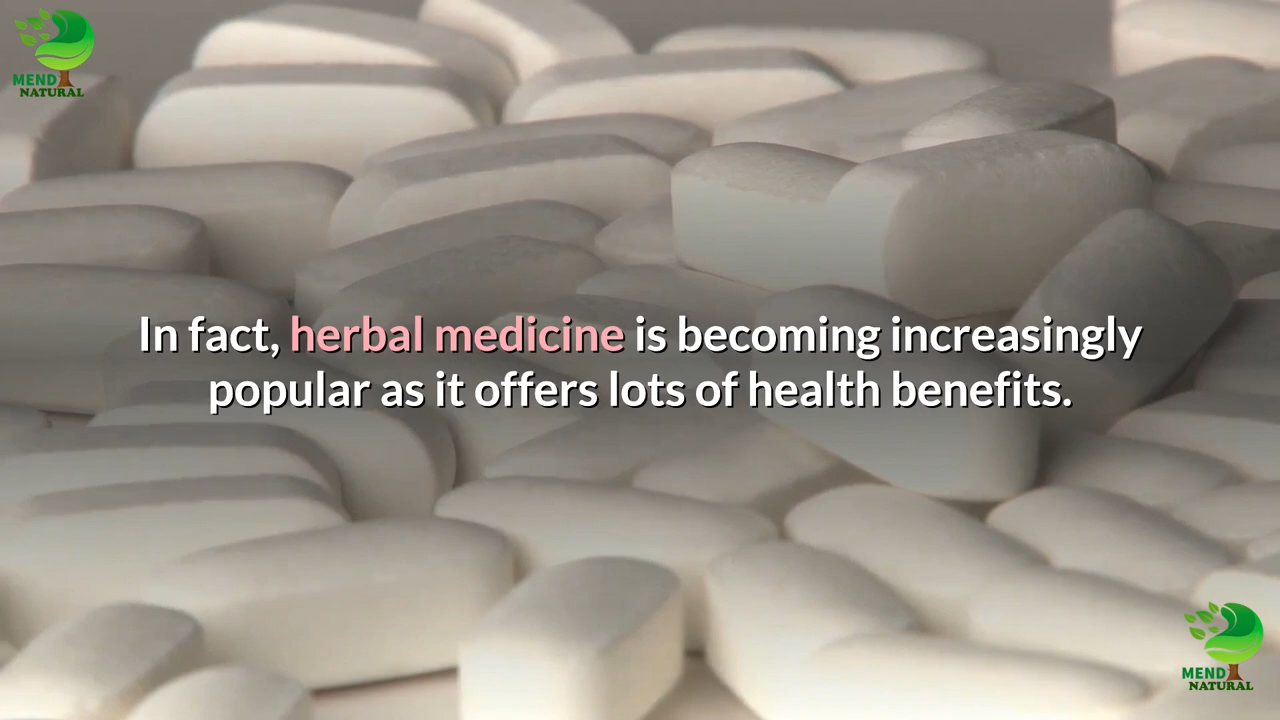 MEND
NATURAL
In fact, herbal medicine is becoming increasingly
popular as it offers lots of health benefits.
MEND
NATURAL